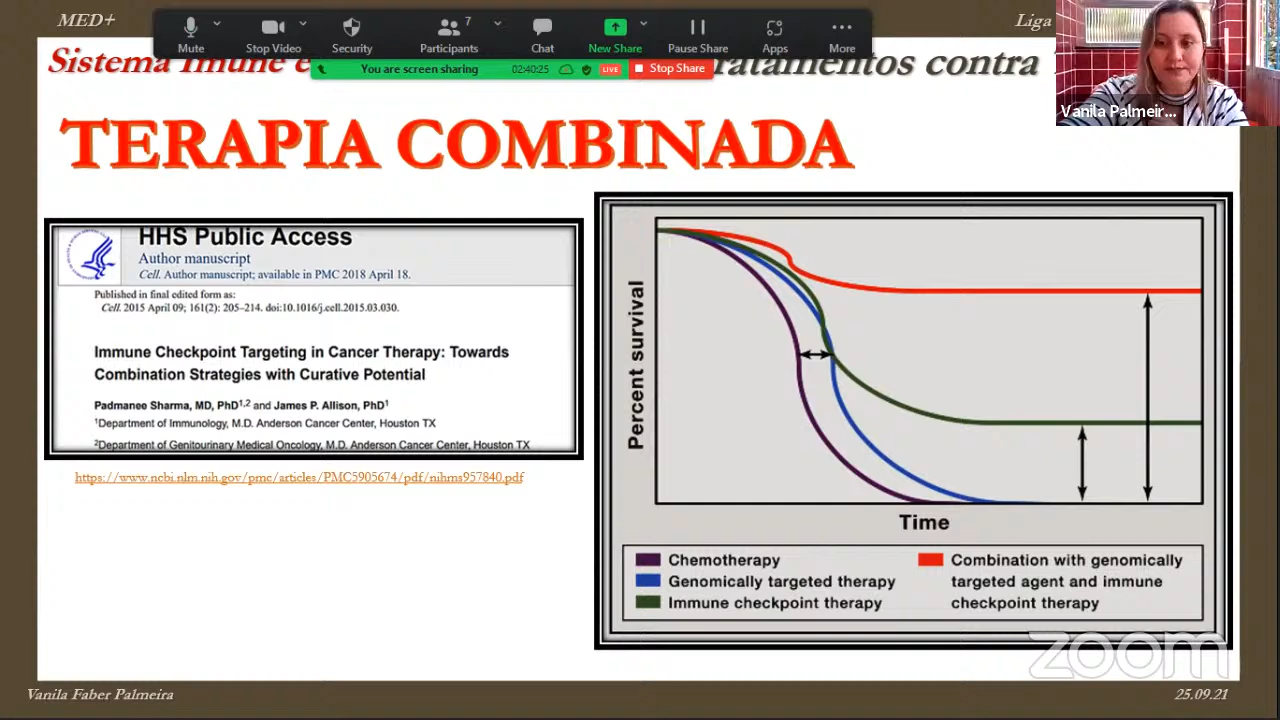 MED+
Liga
Mute
Stop Video
Security
Participants
7
Chat
New Share
Pause Share
Apps
More
Sistema Imune e
ratamentos contra
You are screen sharing
02:40:25
LIVE
Stop Share
Vanila Palmeir...
TERAPIA COMBINADA
HHS Public Access
Author manuscript
Cell. Author manuscript; available in PMC 2018 April 18.
Published in final edited form as:
Cell. 2015 April 09; 161(2): 205–214. doi:10.1016/j.cell.2015.03.030.
Immune Checkpoint Targeting in Cancer Therapy: Towards
Combination Strategies with Curative Potential
Padmanee Sharma, MD, PhD1,2 and James P. Allison, PhD1
1Department of Immunology, M.D. Anderson Cancer Center, Houston TX
2Department of Genitourinary Medical Oncology, M.D. Anderson Cancer Center, Houston TX
https://www.ncbi.nlm.nih.gov/pmc/articles/PMC5905674/pdf/nihms957840.pdf
Percent survival
Time
Chemotherapy
Genomically targeted therapy
Immune checkpoint therapy
Combination with genomically
targeted agent and immune
checkpoint therapy
zoom
Vanila Faber Palmeira
25.09.21